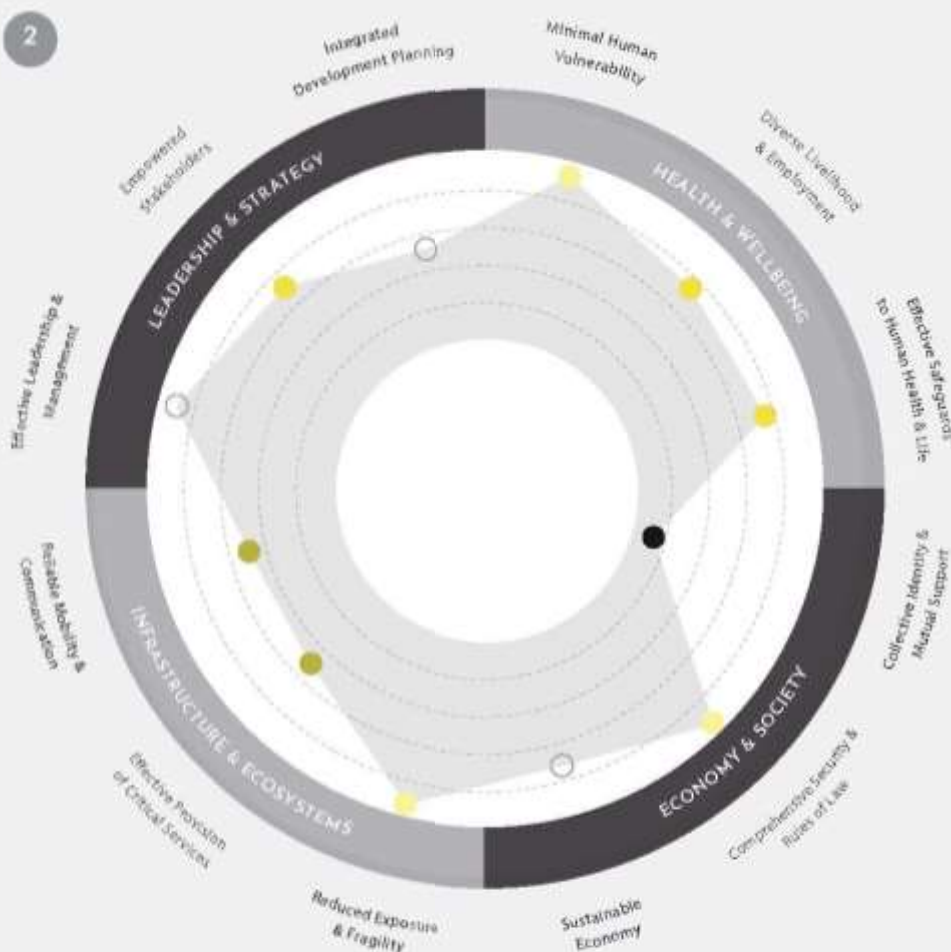 2
Integrated
Development Planning
Minimal Human
Vulnerability
Diverse Livelihood
& Employment
Effective Safeguards
to Human Health & Life
Collective Identity &
Mutual Support
Comprehensive Security &
Rules of Law
Sustainable
Economy
Reduced Exposure
& Fragility
Effective Provision
of Critical Services
Reliable Mobility &
Communication
Effective Leadership &
Management
Empowered
Stakeholders
LEADERSHIP & STRATEGY
HEALTH & WELLBEING
ECONOMY & SOCIETY
INFRASTRUCTURE & ECOSYSTEMS